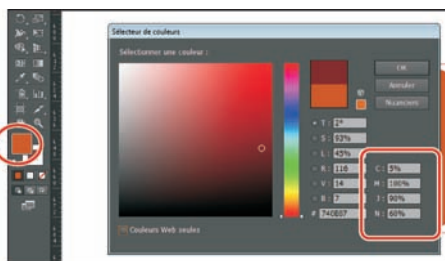 Sélecteur de couleurs
Sélectionner une couleur :
OK
Annuler
Nuanciers
T : 2°
S : 93%
L : 45%
R : 116
V : 14
B : 7
# 740E07
C : 5%
M : 100%
J : 90%
N : 60%
Couleurs Web seules